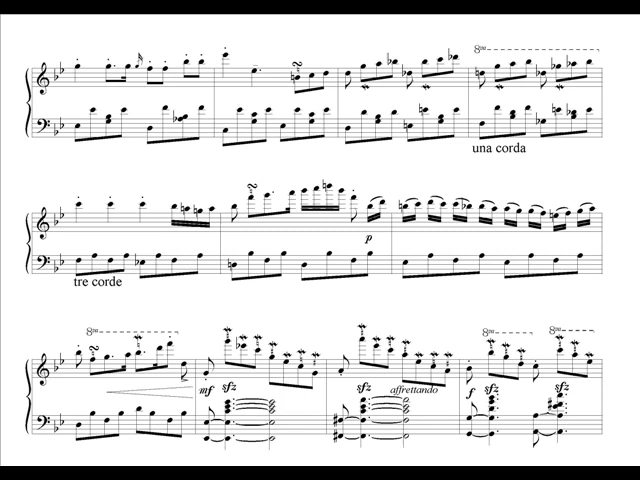 8va
una corda
tre corde
p
8va
8va
8va
mf
sfz
sfz
affrettando
f
sfz
sfz